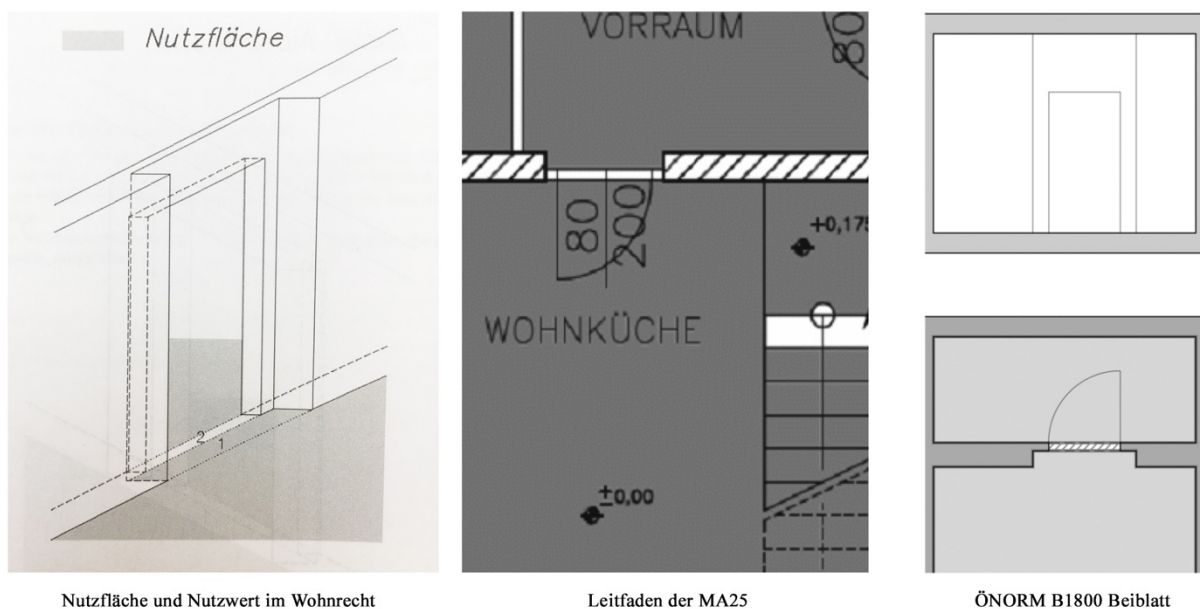 Nutzfläche
2
1
VORRAUM
80
80
200
+0,175
WOHNKÜCHE
±0,00
Nutzfläche und Nutzwert im Wohnrecht
Leitfaden der MA25
ÖNORM B1800 Beiblatt